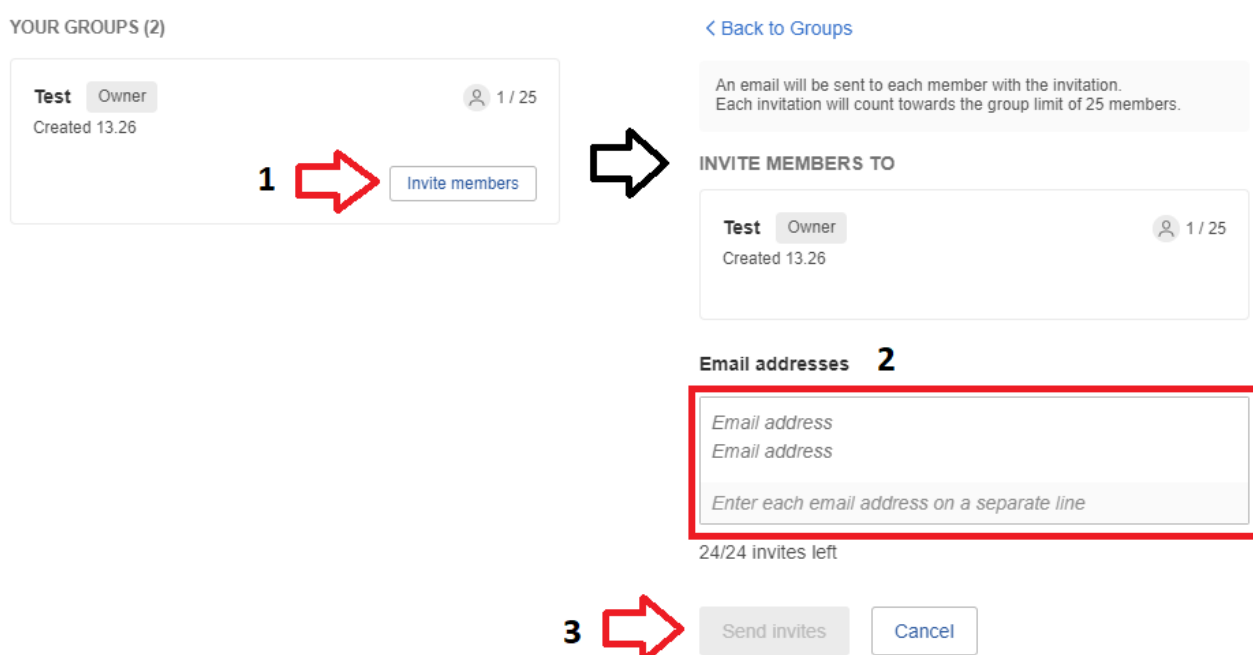 YOUR GROUPS (2)
Test Owner 1 / 25
Created 13.26
1 Invite members
Back to Groups
An email will be sent to each member with the invitation.
Each invitation will count towards the group limit of 25 members.
INVITE MEMBERS TO
Test Owner 1 / 25
Created 13.26
Email addresses 2
Email address
Email address
Enter each email address on a separate line
24/24 invites left
3 Send invites Cancel